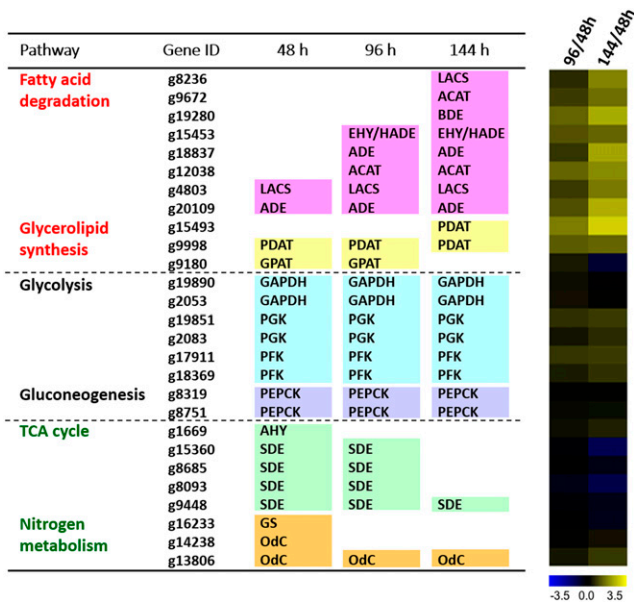 96/48h 144/48h
Pathway Gene ID 48 h 96 h 144 h
Fatty acid g8236 LACS
degradation g9672 ACAT
g19280 BDE
g15453 EHY/HADE EHY/HADE
g18837 ADE ADE
g12038 ACAT ACAT
g4803 LACS LACS LACS
g20109 ADE ADE ADE
Glycerolipid g15493 PDAT
synthesis g9998 PDAT PDAT PDAT
g9180 GPAT GPAT
Glycolysis g19890 GAPDH GAPDH GAPDH
g2053 GAPDH GAPDH GAPDH
g19851 PGK PGK PGK
g2083 PGK PGK PGK
g17911 PFK PFK PFK
g18369 PFK PFK PFK
Gluconeogenesis g8319 PEPCK PEPCK PEPCK
g8751 PEPCK PEPCK PEPCK
TCA cycle g1669 AHY
g15360 SDE SDE
g8685 SDE SDE
g8093 SDE SDE
g9448 SDE SDE SDE
Nitrogen g16233 GS
metabolism g14238 OdC
g13806 OdC OdC OdC
-3.5 0.0 3.5